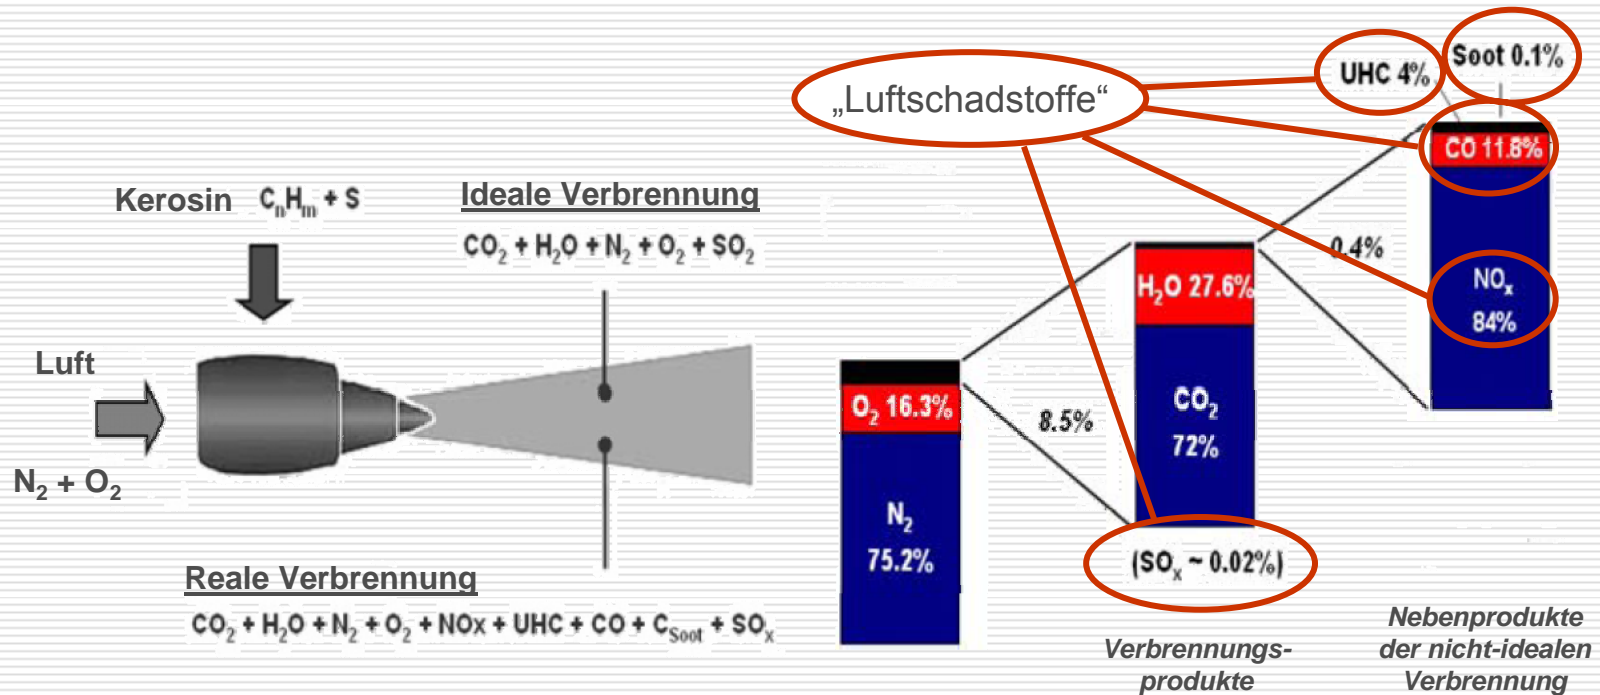 „Luftschadstoffe“
UHC 4%
Soot 0.1%
CO 11.8%
NOₓ
84%
0.4%
Kerosin CₙHₘ + S
Ideale Verbrennung
CO₂ + H₂O + N₂ + O₂ + SO₂
Luft
N₂ + O₂
Reale Verbrennung
CO₂ + H₂O + N₂ + O₂ + NOx + UHC + CO + C_Soot + SOₓ
O₂ 16.3%
N₂
75.2%
8.5%
H₂O 27.6%
CO₂
72%
(SOₓ ~ 0.02%)
Verbrennungs-
produkte
Nebenprodukte
der nicht-idealen
Verbrennung